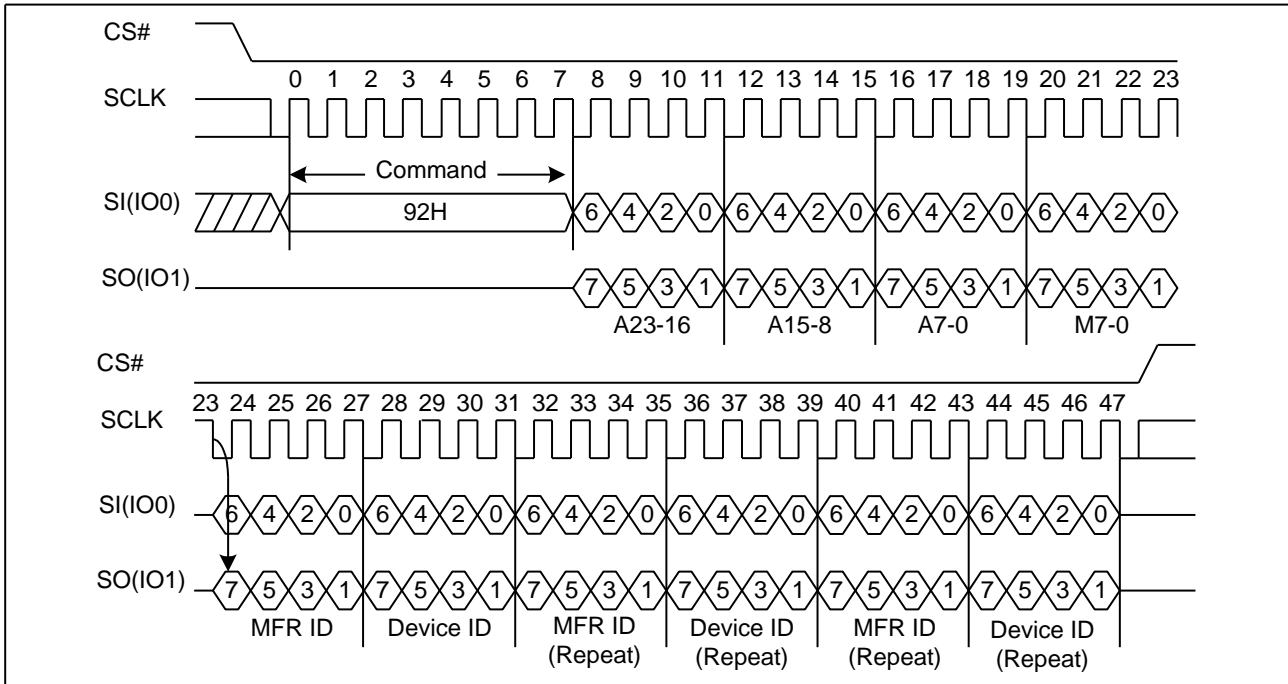 CS#
0 1 2 3 4 5 6 7 8 9 10 11 12 13 14 15 16 17 18 19 20 21 22 23
SCLK
Command
SI(IO0) 92H 6 4 2 0 6 4 2 0 6 4 2 0 6 4 2 0
SO(IO1) 7 5 3 1 7 5 3 1 7 5 3 1 7 5 3 1
A23-16 A15-8 A7-0 M7-0
CS#
23 24 25 26 27 28 29 30 31 32 33 34 35 36 37 38 39 40 41 42 43 44 45 46 47
SCLK
SI(IO0) 6 4 2 0 6 4 2 0 6 4 2 0 6 4 2 0 6 4 2 0 6 4 2 0
SO(IO1) 7 5 3 1 7 5 3 1 7 5 3 1 7 5 3 1 7 5 3 1 7 5 3 1
MFR ID Device ID MFR ID Device ID MFR ID Device ID
(Repeat) (Repeat) (Repeat) (Repeat)